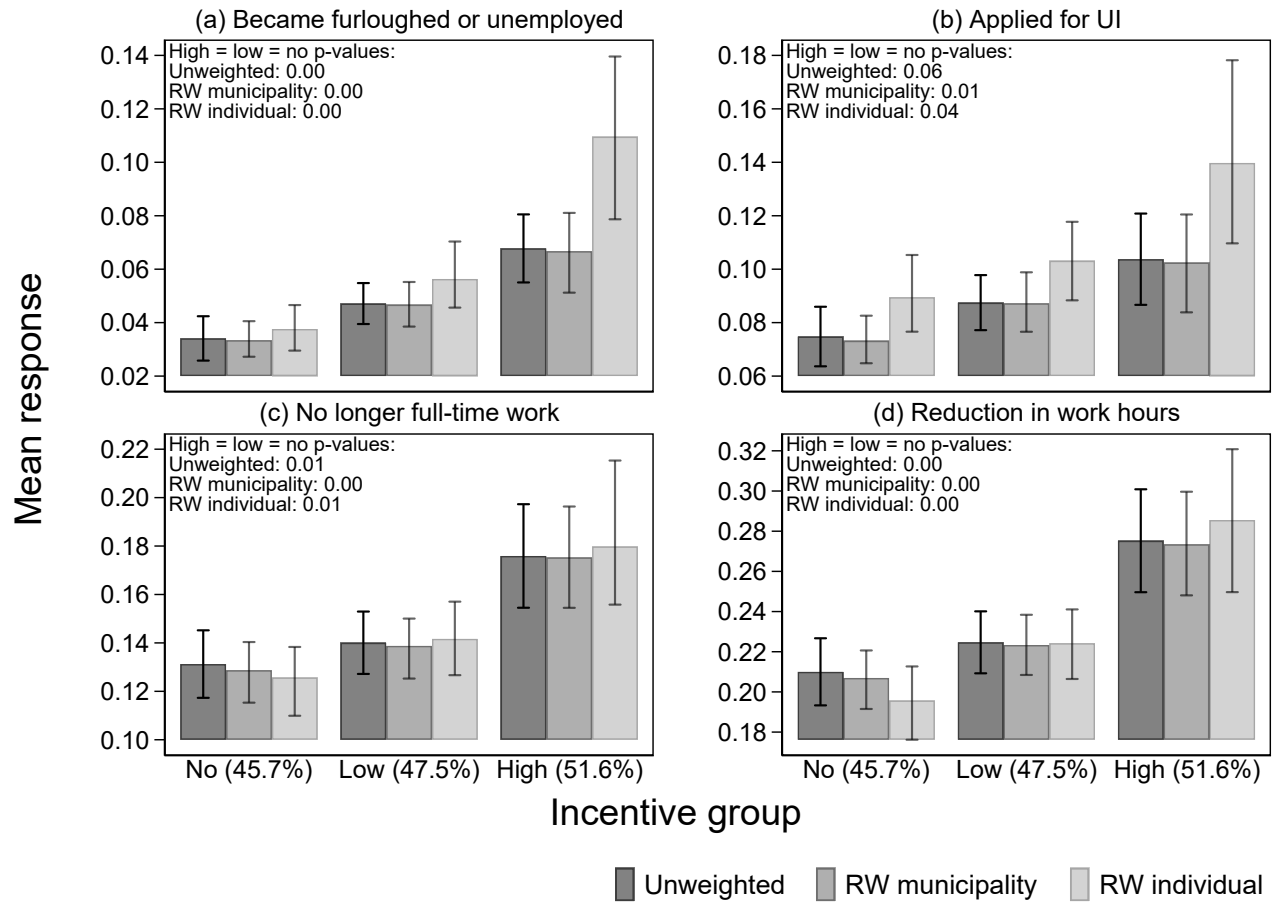 (a) Became furloughed or unemployed
High = low = no p-values:
Unweighted: 0.00
RW municipality: 0.00
RW individual: 0.00
0.14
0.12
0.10
0.08
0.06
0.04
0.02
(b) Applied for UI
High = low = no p-values:
Unweighted: 0.06
RW municipality: 0.01
RW individual: 0.04
0.18
0.16
0.14
0.12
0.10
0.08
0.06
(c) No longer full-time work
High = low = no p-values:
Unweighted: 0.01
RW municipality: 0.00
RW individual: 0.01
0.22
0.20
0.18
0.16
0.14
0.12
0.10
No (45.7%) Low (47.5%) High (51.6%)
(d) Reduction in work hours
High = low = no p-values:
Unweighted: 0.00
RW municipality: 0.00
RW individual: 0.00
0.32
0.30
0.28
0.26
0.24
0.22
0.20
0.18
No (45.7%) Low (47.5%) High (51.6%)
Mean response
Incentive group
Unweighted RW municipality RW individual